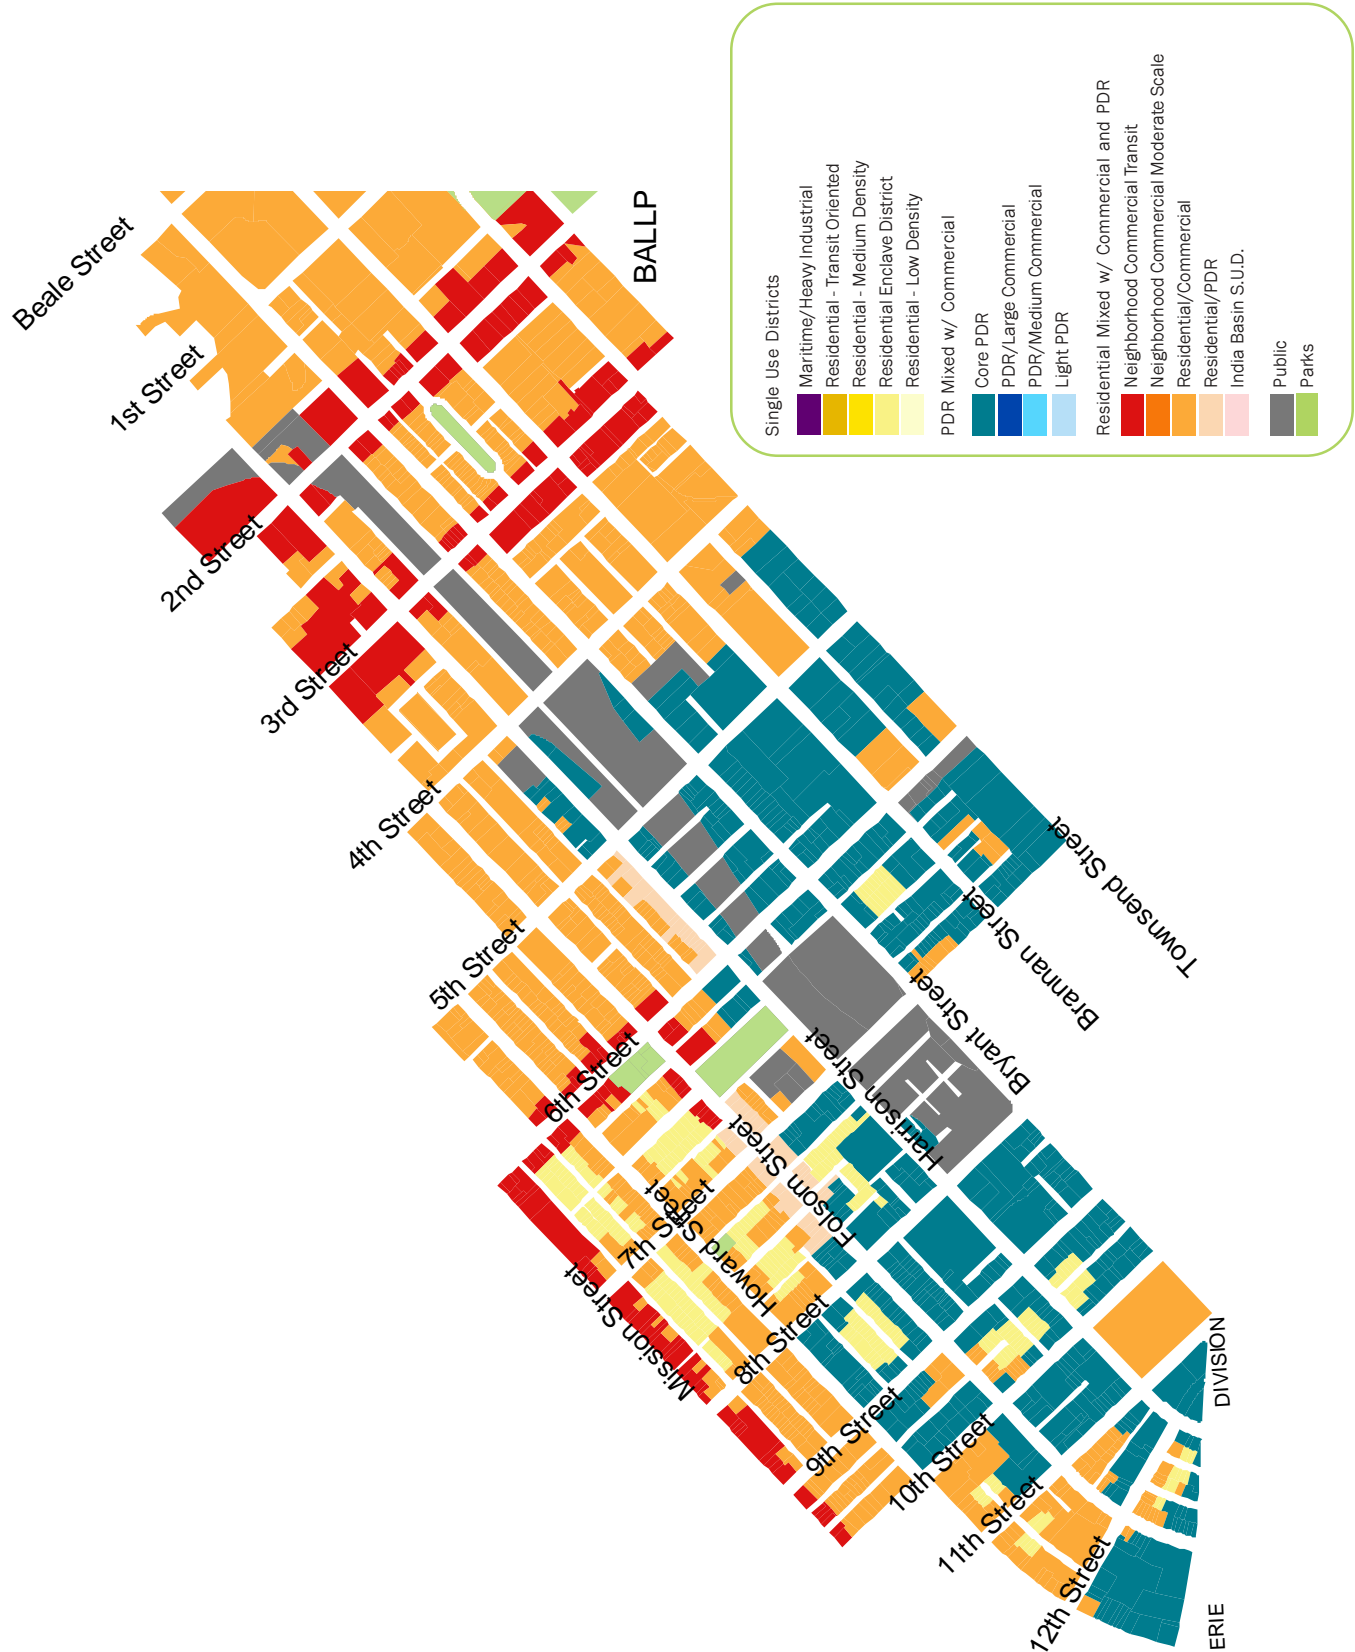 Beale Street
1st Street
2nd Street
3rd Street
4th Street
5th Street
6th Street
7th Street
8th Street
9th Street
10th Street
11th Street
12th Street
Mission Street
Howard Street
Folsom Street
Harrison Street
Bryant Street
Brannan Street
Townsend Street
BALLP
DIVISION
ERIE
Single Use Districts
Maritime/Heavy Industrial
Residential - Transit Oriented
Residential - Medium Density
Residential Enclave District
Residential - Low Density
PDR Mixed w/ Commercial
Core PDR
PDR/Large Commercial
PDR/Medium Commercial
Light PDR
Residential Mixed w/ Commercial and PDR
Neighborhood Commercial Transit
Neighborhood Commercial Moderate Scale
Residential/Commercial
Residential/PDR
India Basin S.U.D.
Public
Parks